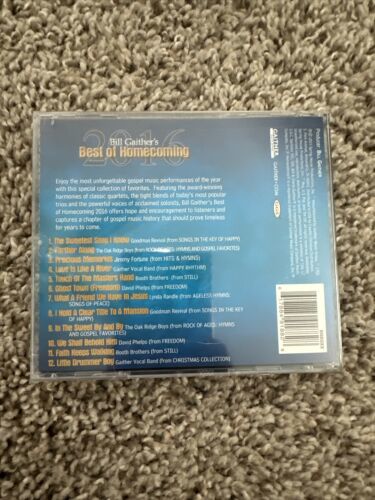 2016
Bill Gaither's
Best of Homecoming
Enjoy the most unforgettable gospel music performances of the year
with this special collection of favorites. Featuring the award-winning
harmonies of classic quartets, the tight blends of today's most popular
trios and the powerful voices of acclaimed soloists, Bill Gaither's Best
of Homecoming 2016 offers hope and encouragement to listeners and
captures a chapter of gospel music history that should prove timeless
for years to come.
1. The Sweetest Song I Know Goodman Revival (from SONGS IN THE KEY OF HAPPY)
2. Farther Along The Oak Ridge Boys (from ROCK OF AGES: HYMNS AND GOSPEL FAVORITES)
3. Precious Memories Jimmy Fortune (from HITS & HYMNS)
4. Love Is Like A River Gaither Vocal Band (from HAPPY RHYTHM)
5. Touch Of The Masters Hand Booth Brothers (from STILL)
6. Ghost Town (Freedom) David Phelps (from FREEDOM)
7. What A Friend We Have In Jesus Lynda Randle (from AGELESS HYMNS:
SONGS OF PEACE)
8. I Hold A Clear Title To A Mansion Goodman Revival (from SONGS IN THE KEY
OF HAPPY)
9. In The Sweet By And By The Oak Ridge Boys (from ROCK OF AGES: HYMNS
AND GOSPEL FAVORITES)
10. We Shall Behold Him David Phelps (from FREEDOM)
11. Faith Keeps Walking Booth Brothers (from STILL)
12. Little Drummer Boy Gaither Vocal Band (from CHRISTMAS COLLECTION)
Producer: Bill Gaither
GAITHER
GAITHER.COM